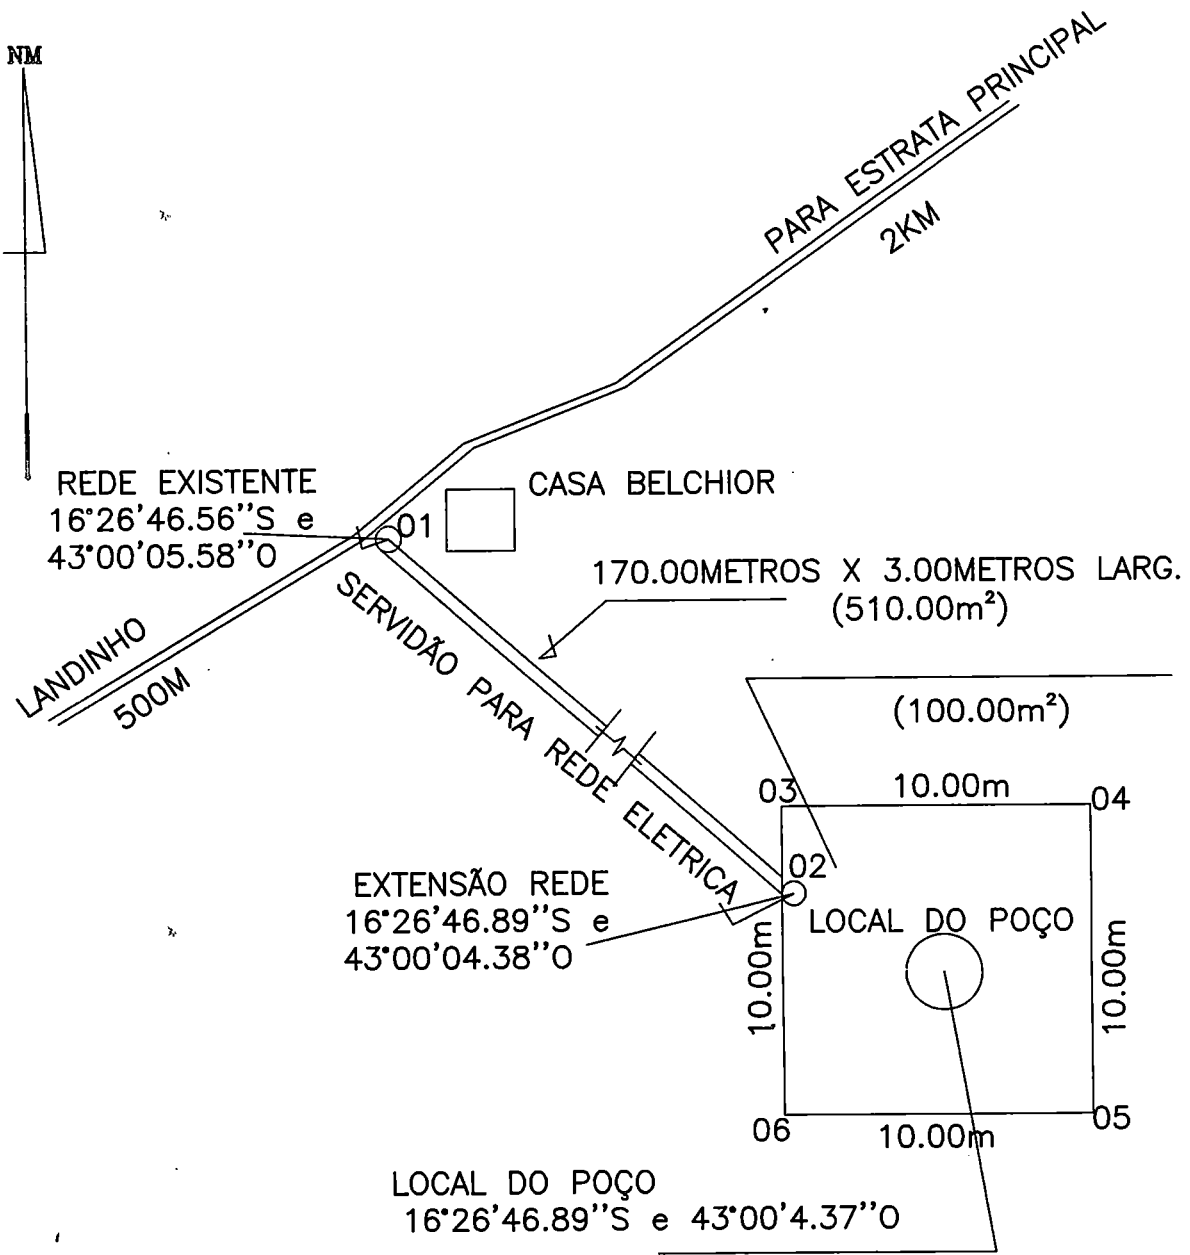 NM
PARA ESTRATA PRINCIPAL
2KM
REDE EXISTENTE
16°26'46.56''S e
43°00'05.58''O
01
CASA BELCHIOR
170.00METROS X 3.00METROS LARG.
(510.00m²)
LANDINHO
500M
SERVIDÃO PARA REDE ELETRICA
(100.00m²)
03
10.00m
04
02
EXTENSÃO REDE
16°26'46.89''S e
43°00'04.38''O
LOCAL DO POÇO
10.00m
10.00m
06
10.00m
05
LOCAL DO POÇO
16°26'46.89''S e 43°00'4.37''O